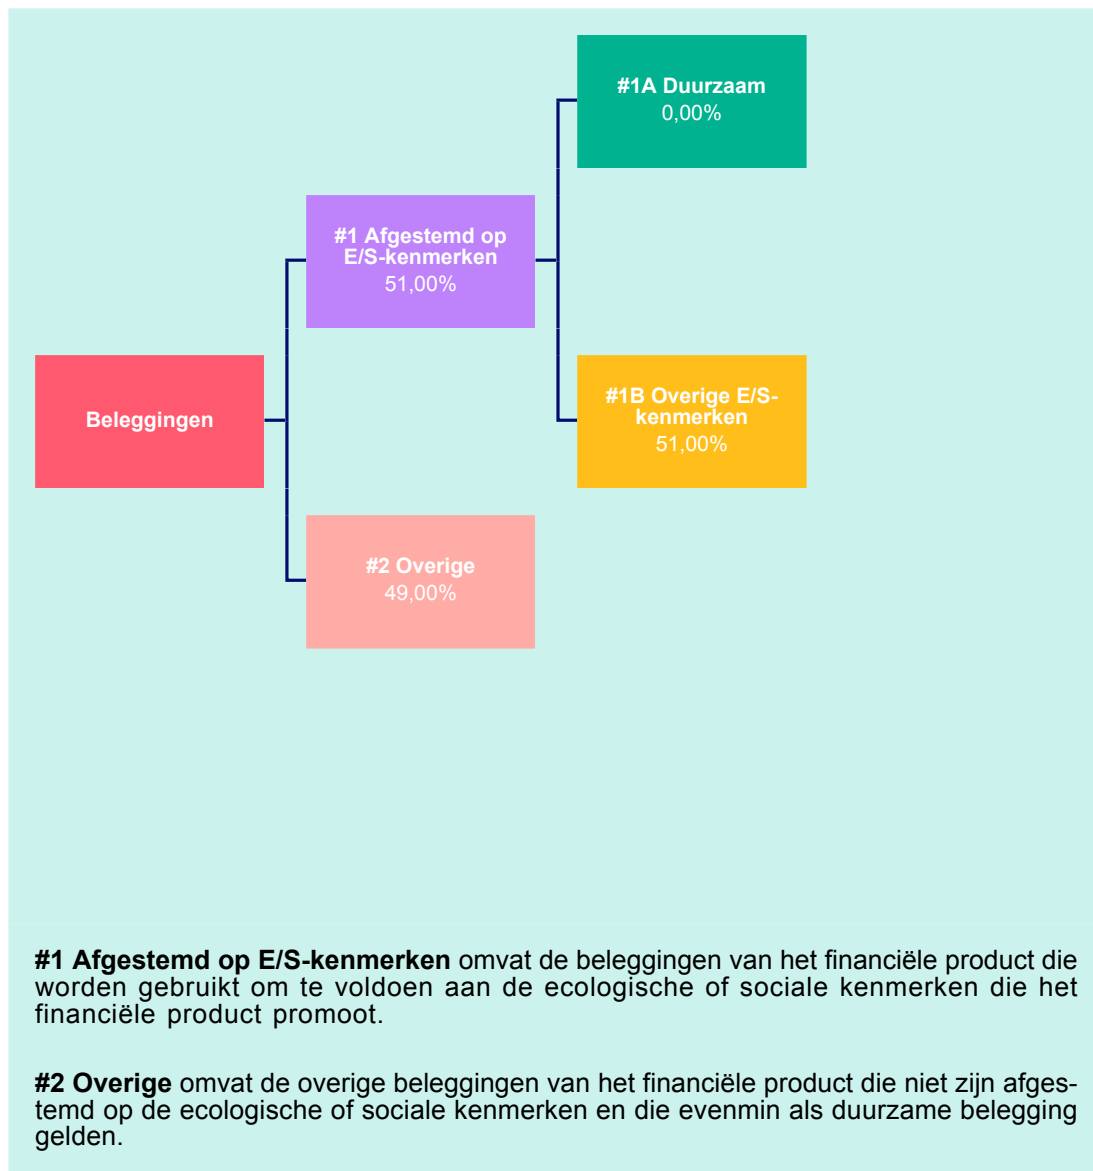 #1A Duurzaam
0,00%
#1 Afgestemd op
E/S-kenmerken
51,00%
Beleggingen
#1B Overige E/S-
kenmerken
51,00%
#2 Overige
49,00%
#1 Afgestemd op E/S-kenmerken omvat de beleggingen van het financiële product die
worden gebruikt om te voldoen aan de ecologische of sociale kenmerken die het
financiële product promoot.
#2 Overige omvat de overige beleggingen van het financiële product die niet zijn afges-
temd op de ecologische of sociale kenmerken en die evenmin als duurzame belegging
gelden.